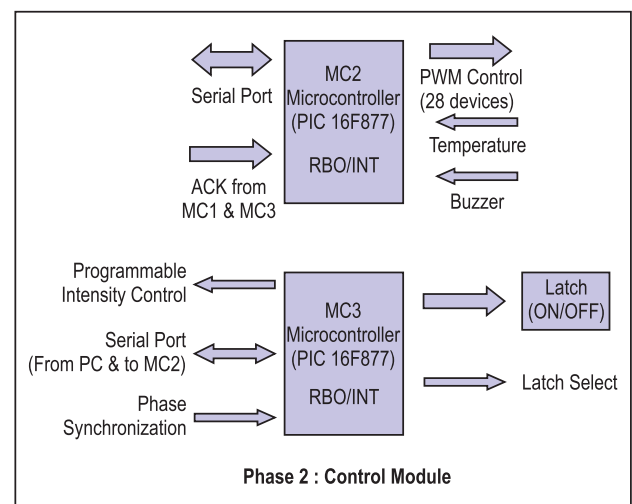 Serial Port
ACK from
MC1 & MC3
MC2
Microcontroller
(PIC 16F877)
RBO/INT
PWM Control
(28 devices)
Temperature
Buzzer
Programmable
Intensity Control
Serial Port
(From PC & to MC2)
Phase
Synchronization
MC3
Microcontroller
(PIC 16F877)
RBO/INT
Latch
(ON/OFF)
Latch Select
Phase 2 : Control Module